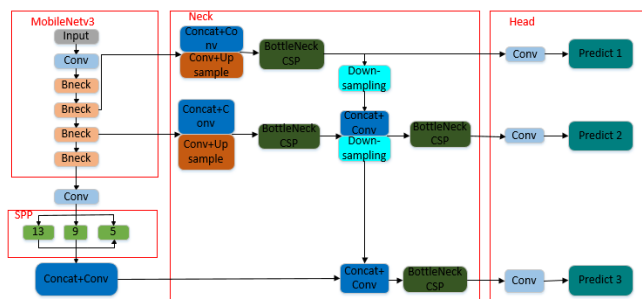 MobileNetv3
Input
Conv
Bneck
Bneck
Bneck
Bneck
Conv
SPP
13
9
5
Concat+Conv
Neck
Concat+Co
nv
Conv+Up
sample
BottleNeck
CSP
Down-
sampling
Concat+C
onv
Conv+Up
sample
BottleNeck
CSP
Concat+
Conv
Down-
sampling
BottleNeck
CSP
Concat+
Conv
BottleNeck
CSP
Head
Conv
Predict 1
Conv
Predict 2
Conv
Predict 3